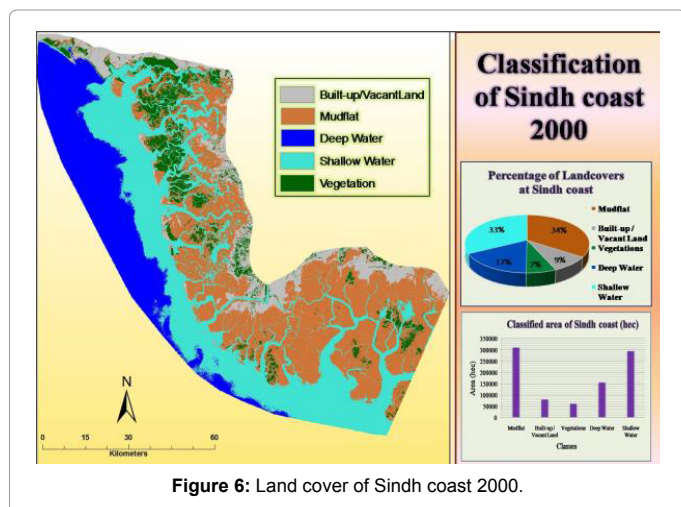 Built-up/VacantLand
Mudflat
Deep Water
Shallow Water
Vegetation
N
0 15 30 60
Kilometers
Classification
of Sindh coast
2000
Percentage of Landcovers
at Sindh coast
33%
34%
17%
7%
9%
Mudflat
Built-up/
Vacant Land
Vegetations
Deep Water
Shallow
Water
Classified area of Sindh coast (hec)
Area (hec)
350000
300000
250000
200000
150000
100000
50000
0
Mudflat
Built-up/
Vacant Land
Vegetations
Deep Water
Shallow
Water
Classes
Figure 6: Land cover of Sindh coast 2000.